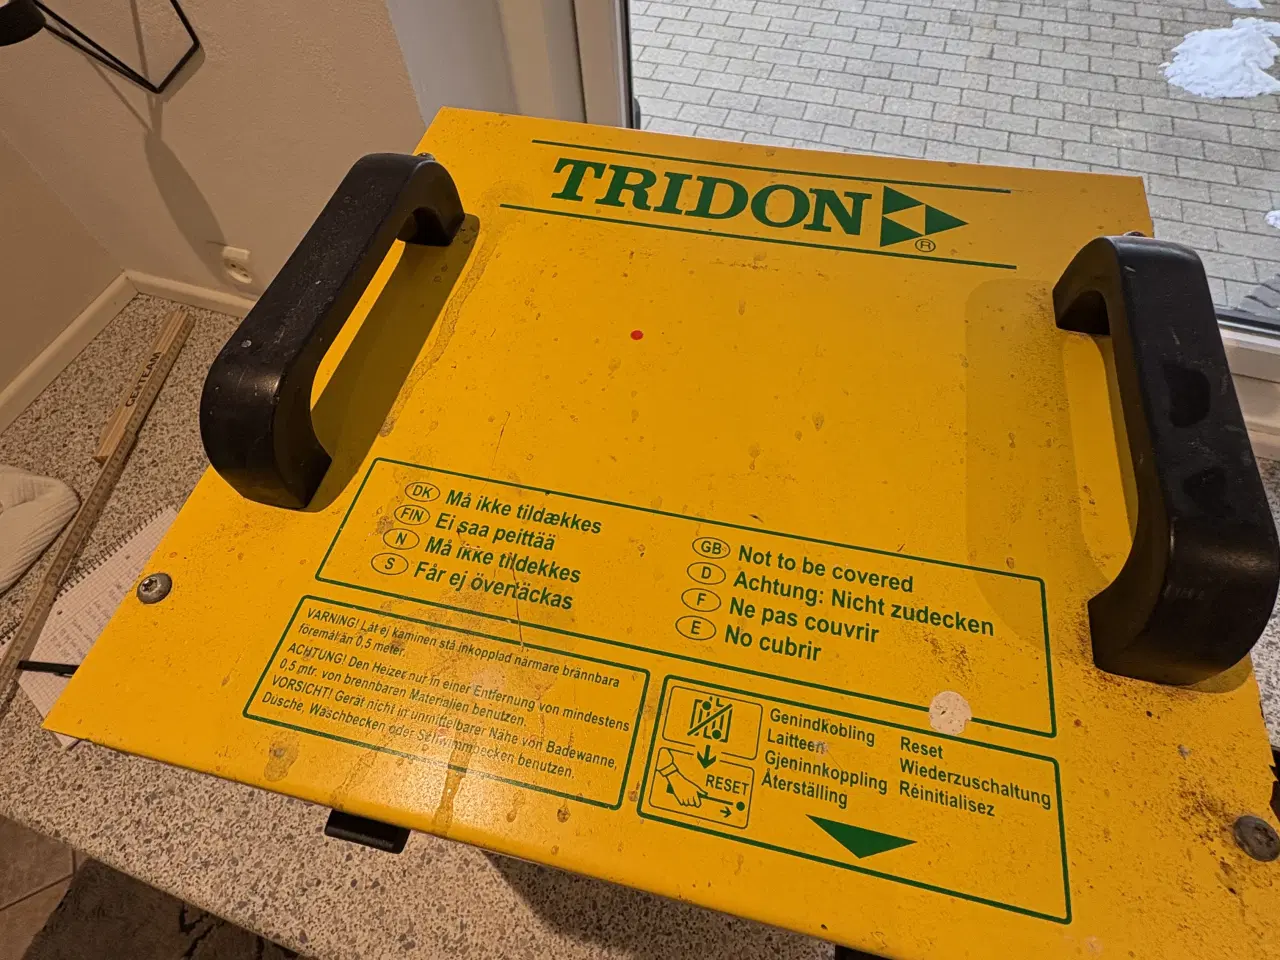 TRIDON
®
DK Må ikke tildækkes
FIN Ei saa peittää
N Må ikke tildekkes
S Får ej övertäckas
GB Not to be covered
D Achtung: Nicht zudecken
F Ne pas couvrir
E No cubrir
VARNING! Låt ej kaminen stå inkopplad närmare brännbara
föremål än 0,5 meter.
ACHTUNG! Den Heizer nur in einer Entfernung von mindestens
0,5 mtr. von brennbaren Materialien benutzen.
VORSICHT! Gerät nicht in unmittelbarer Nähe von Badewanne,
Dusche, Waschbecken oder Schwimmbecken benutzen.
RESET
Genindkobling
Laitteen
Gjeninnkoppling
Återställing
Reset
Wiederzuschaltung
Réinitialisez